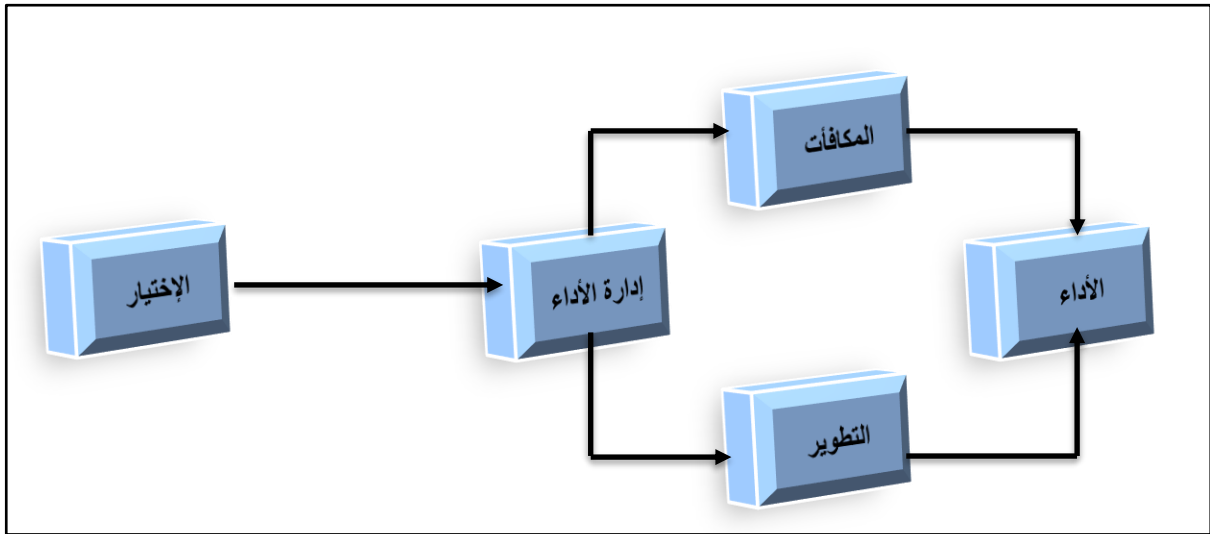 المكافأت
الإختيار
إدارة الأداء
الأداء
التطوير